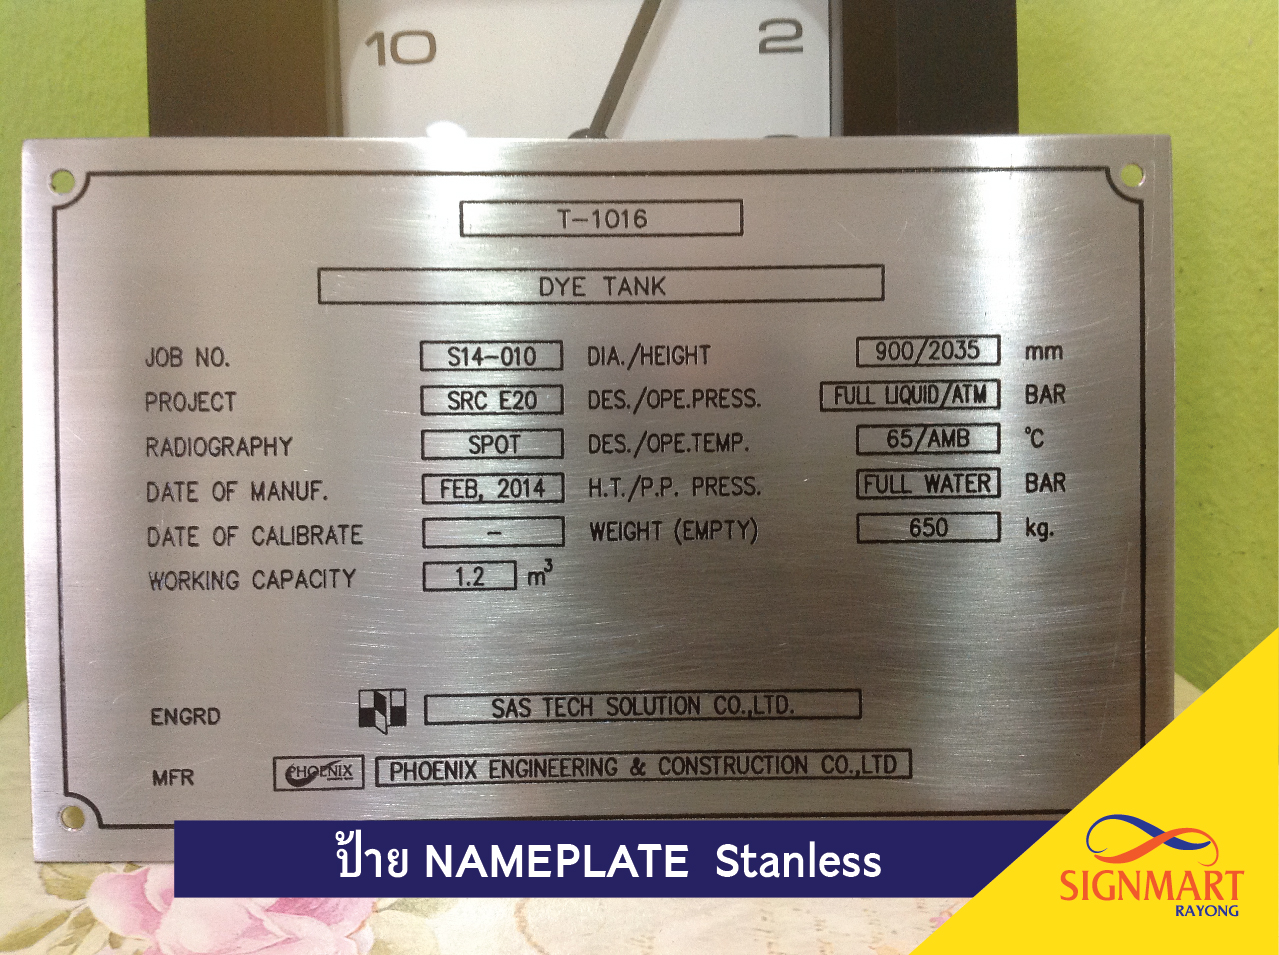 10 2
T-1016
DYE TANK
JOB NO. S14-010 DIA./HEIGHT 900/2035 mm
PROJECT SRC E20 DES./OPE.PRESS. FULL LIQUID/ATM BAR
RADIOGRAPHY SPOT DES./OPE.TEMP. 65/AMB °C
DATE OF MANUF. FEB, 2014 H.T./P.P. PRESS. FULL WATER BAR
DATE OF CALIBRATE - WEIGHT (EMPTY) 650 kg.
WORKING CAPACITY 1.2 m³
ENGRD SAS TECH SOLUTION CO.,LTD.
MFR PHOENIX PHOENIX ENGINEERING & CONSTRUCTION CO.,LTD
ป้าย NAMEPLATE Stanless
SIGNMART
RAYONG